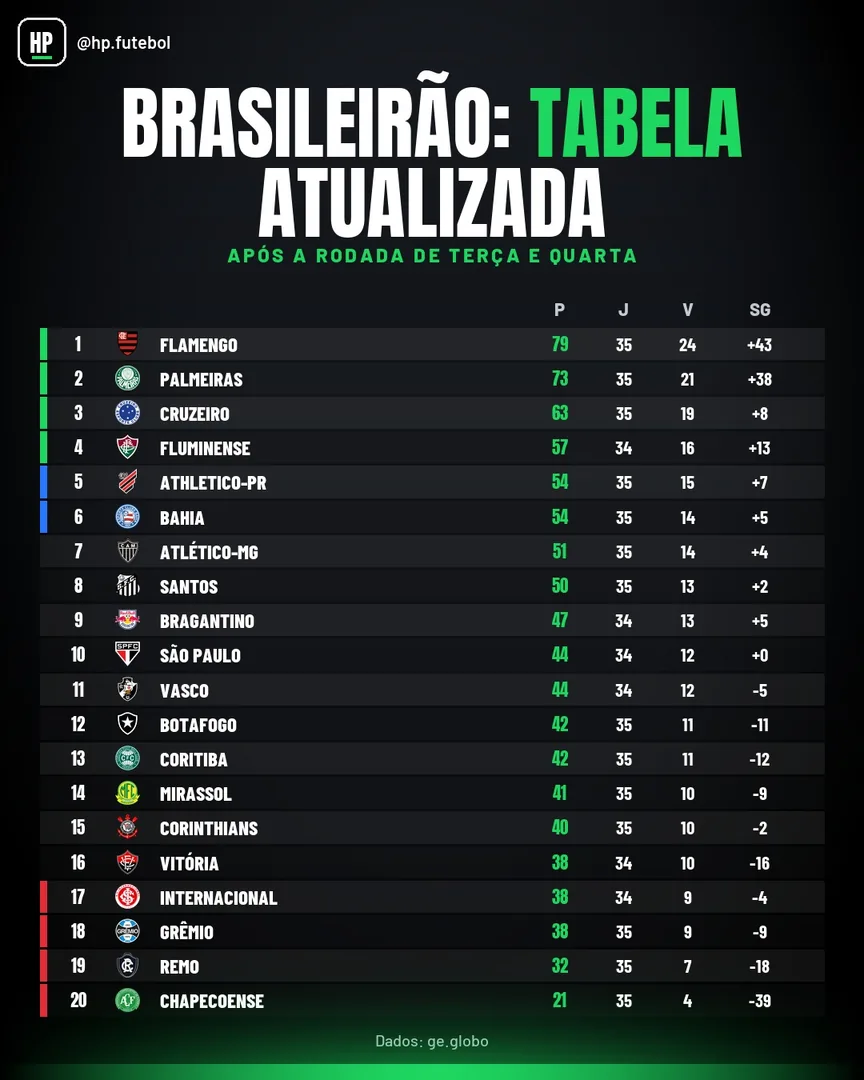 HP @hp.futebol
BRASILEIRÃO: TABELA
ATUALIZADA
APÓS A RODADA DE TERÇA E QUARTA
P J V SG
1 FLAMENGO 79 35 24 +43
2 PALMEIRAS 73 35 21 +38
3 CRUZEIRO 63 35 19 +8
4 FLUMINENSE 57 34 16 +13
5 ATHLETICO-PR 54 35 15 +7
6 BAHIA 54 35 14 +5
7 ATLÉTICO-MG 51 35 14 +4
8 SANTOS 50 35 13 +2
9 BRAGANTINO 47 34 13 +5
10 SÃO PAULO 44 34 12 +0
11 VASCO 44 34 12 -5
12 BOTAFOGO 42 35 11 -11
13 CORITIBA 42 35 11 -12
14 MIRASSOL 41 35 10 -9
15 CORINTHIANS 40 35 10 -2
16 VITÓRIA 38 34 10 -16
17 INTERNACIONAL 38 34 9 -4
18 GRÊMIO 38 35 9 -9
19 REMO 32 35 7 -18
20 CHAPECOENSE 21 35 4 -39
Dados: ge.globo